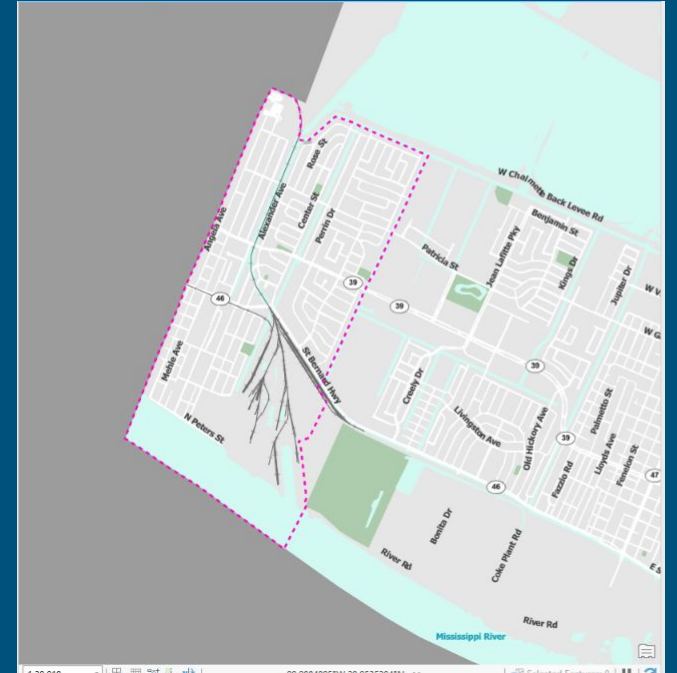 Rose St
W Chalmette Back Levee Rd
Center St
Alexander Ave
Benjamin St
Angela Ave
Perrin Dr
Jean Lafitte Pky
Patricia St
Kings Dr
Jupiter Dr
39
46
39
W V
W G
St Bernard Hwy
39
Mehle Ave
Creely Dr
Palmetto St
Livingston Ave
Old Hickory Ave
N Peters St
39
Lloyds Ave
Fenelon St
Fazzio Rd
47
46
Bonita Dr
Coke Plant Rd
River Rd
E S
River Rd
Mississippi River